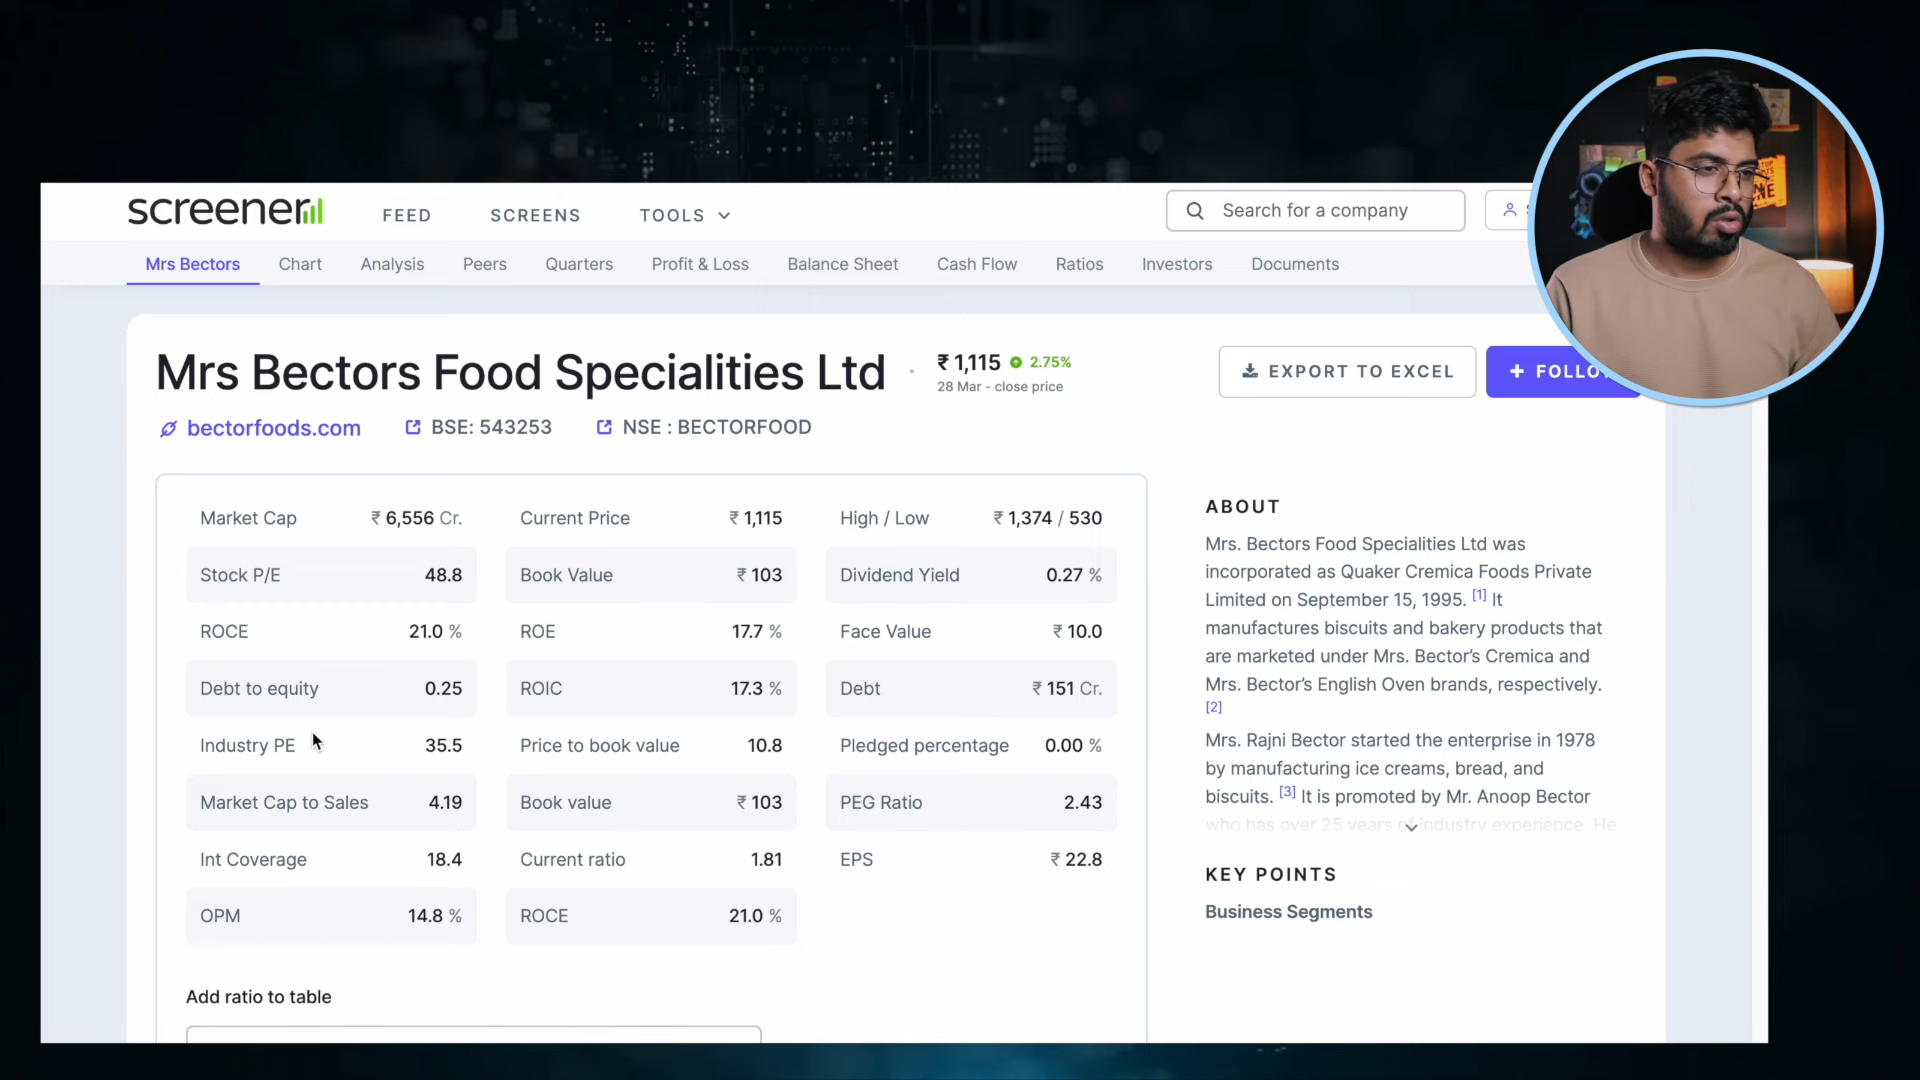 screener
FEED
SCREENS
TOOLS
Search for a company
Mrs Bectors
Chart
Analysis
Peers
Quarters
Profit & Loss
Balance Sheet
Cash Flow
Ratios
Investors
Documents
Mrs Bectors Food Specialities Ltd
₹ 1,115 2.75%
28 Mar - close price
EXPORT TO EXCEL
+ FOLLO
bectorfoods.com
BSE: 543253
NSE : BECTORFOOD
Market Cap ₹ 6,556 Cr.
Current Price ₹ 1,115
High / Low ₹ 1,374 / 530
Stock P/E 48.8
Book Value ₹ 103
Dividend Yield 0.27 %
ROCE 21.0 %
ROE 17.7 %
Face Value ₹ 10.0
Debt to equity 0.25
ROIC 17.3 %
Debt ₹ 151 Cr.
Industry PE 35.5
Price to book value 10.8
Pledged percentage 0.00 %
Market Cap to Sales 4.19
Book value ₹ 103
PEG Ratio 2.43
Int Coverage 18.4
Current ratio 1.81
EPS ₹ 22.8
OPM 14.8 %
ROCE 21.0 %
Add ratio to table
ABOUT
Mrs. Bectors Food Specialities Ltd was
incorporated as Quaker Cremica Foods Private
Limited on September 15, 1995. [1] It
manufactures biscuits and bakery products that
are marketed under Mrs. Bector's Cremica and
Mrs. Bector's English Oven brands, respectively.
[2]
Mrs. Rajni Bector started the enterprise in 1978
by manufacturing ice creams, bread, and
biscuits. [3] It is promoted by Mr. Anoop Bector
who has over 25 years of industry experience. He
KEY POINTS
Business Segments